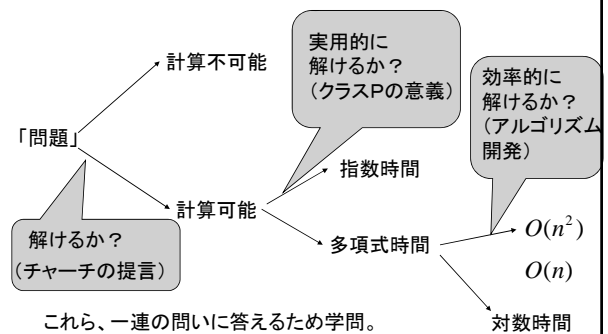 計算不可能
実用的に
解けるか？
（クラスPの意義）
効率的に
解けるか？
（アルゴリズム
開発）
「問題」
指数時間
計算可能
解けるか？
（チャーチの提言）
多項式時間
O(n²)
O(n)
対数時間
これら、一連の問いに答えるため学問。